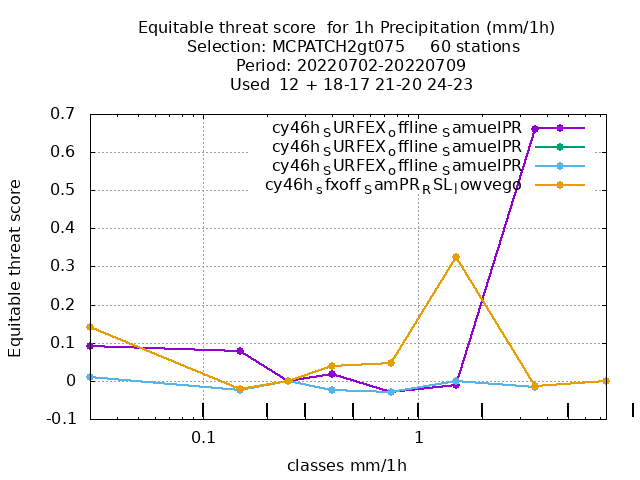 Equitable threat score  for 1h Precipitation (mm/1h)
Selection: MCPATCH2gt075     60 stations
Period: 20220702-20220709
Used  12 + 18-17 21-20 24-23
Equitable threat score
0.7
0.6
0.5
0.4
0.3
0.2
0.1
0
-0.1
cy46h_SURFEX_offline_SamuelPR
cy46h_SURFEX_offline_SamuelPR
cy46h_SURFEX_offline_SamuelPR
cy46h_sfxoff_SamPR_RSL_lowvego
0.1 1
classes mm/1h